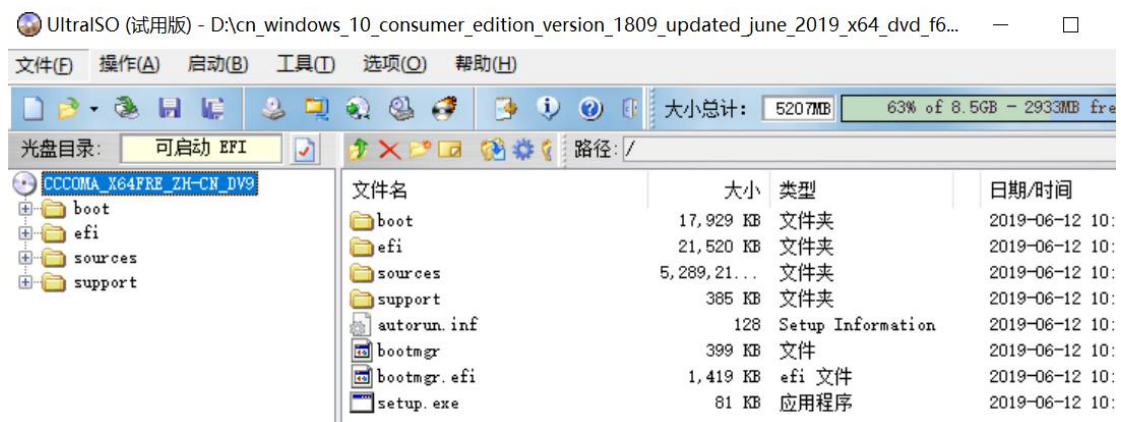 UltraISO (试用版) - D:\cn_windows_10_consumer_edition_version_1809_updated_june_2019_x64_dvd_f6...
文件(F) 操作(A) 启动(B) 工具(T) 选项(O) 帮助(H)
大小总计: 5207MB 63% of 8.5GB - 2933MB fre
光盘目录: 可启动 EFI 路径: /
CCCOMA_X64FRE_ZH-CN_DV9
boot
efi
sources
support
文件名 大小 类型 日期/时间
boot 17,929 KB 文件夹 2019-06-12 10:
efi 21,520 KB 文件夹 2019-06-12 10:
sources 5,289,21... 文件夹 2019-06-12 10:
support 385 KB 文件夹 2019-06-12 10:
autorun.inf 128 Setup Information 2019-06-12 10:
bootmgr 399 KB 文件 2019-06-12 10:
bootmgr.efi 1,419 KB efi 文件 2019-06-12 10:
setup.exe 81 KB 应用程序 2019-06-12 10: